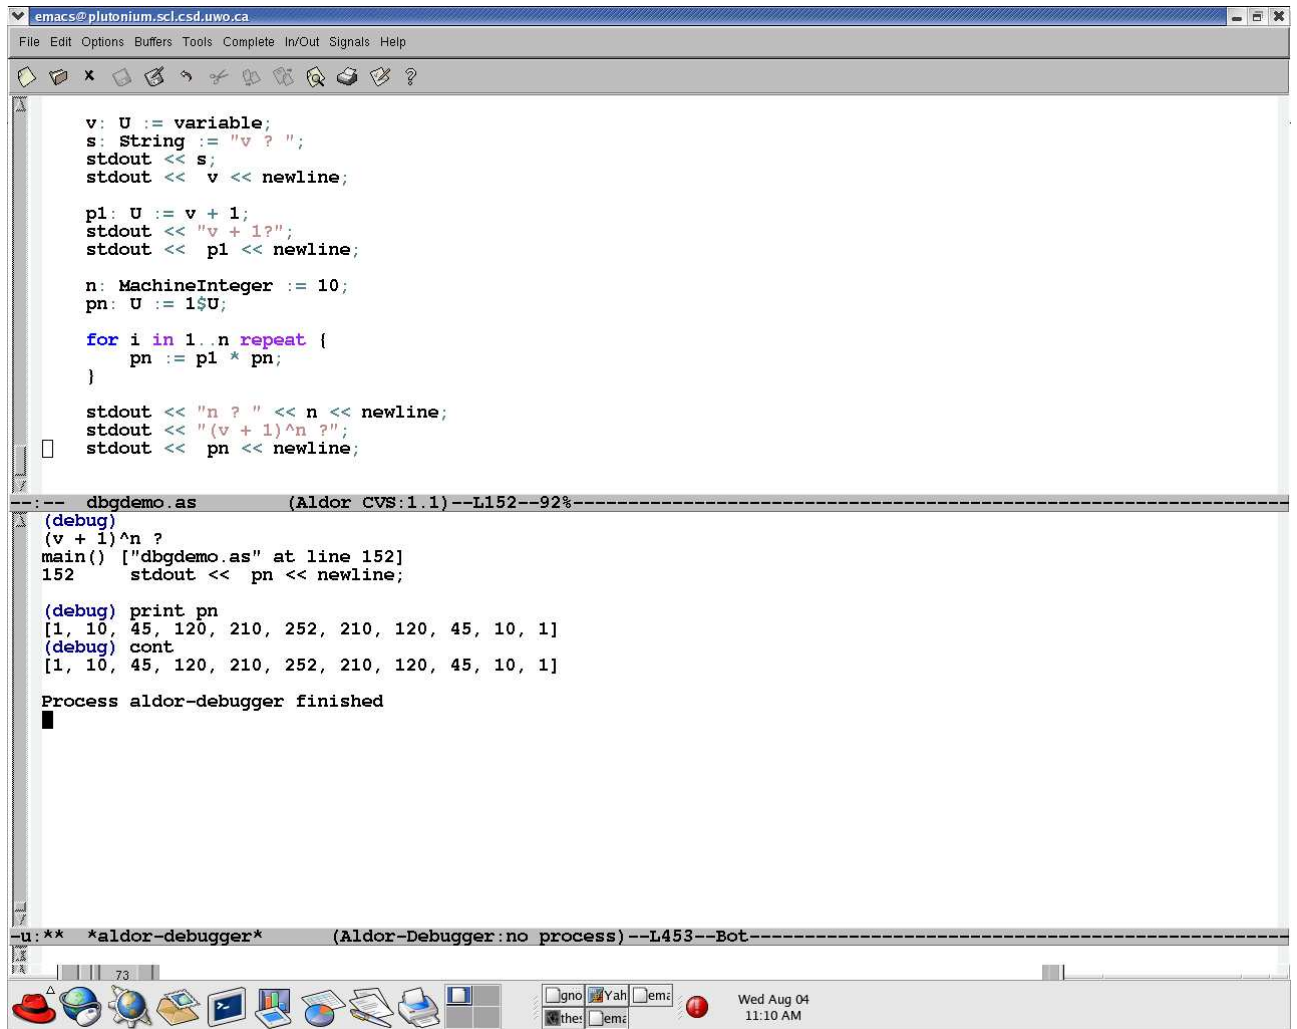 emacs@plutonium.scl.csd.uwo.ca
File Edit Options Buffers Tools Complete In/Out Signals Help
v: U := variable;
s: String := "v ? ";
stdout << s;
stdout <<  v << newline;
p1: U := v + 1;
stdout << "v + 1?";
stdout <<  p1 << newline;
n: MachineInteger := 10;
pn: U := 1$U;
for i in 1..n repeat {
pn := p1 * pn;
}
stdout << "n ? " << n << newline;
stdout << "(v + 1)^n ?";
stdout <<  pn << newline;
--:--  dbgdemo.as        (Aldor CVS:1.1)--L152--92%--------------------
(debug)
(v + 1)^n ?
main() ["dbgdemo.as" at line 152]
152     stdout <<  pn << newline;
(debug) print pn
[1, 10, 45, 120, 210, 252, 210, 120, 45, 10, 1]
(debug) cont
[1, 10, 45, 120, 210, 252, 210, 120, 45, 10, 1]
Process aldor-debugger finished
-u:**  *aldor-debugger*      (Aldor-Debugger:no process)--L453--Bot--------------------
73
gno Yah ema
thes ema
Wed Aug 04
11:10 AM